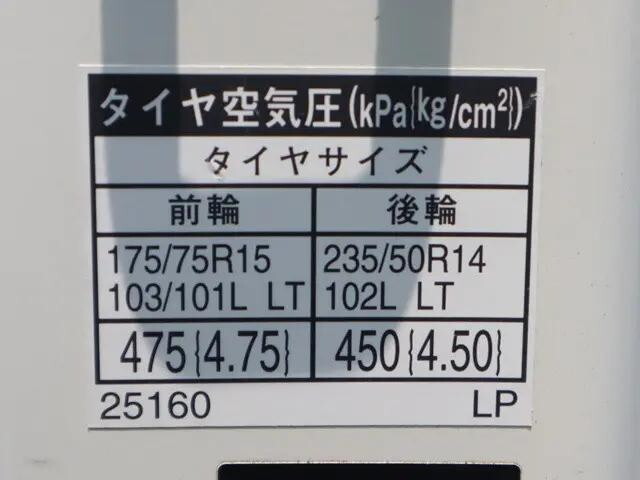 タイヤ空気圧(kPa{kg/cm²})
タイヤサイズ
前輪 後輪
175/75R15 235/50R14
103/101L LT 102L LT
475{4.75} 450{4.50}
25160 LP